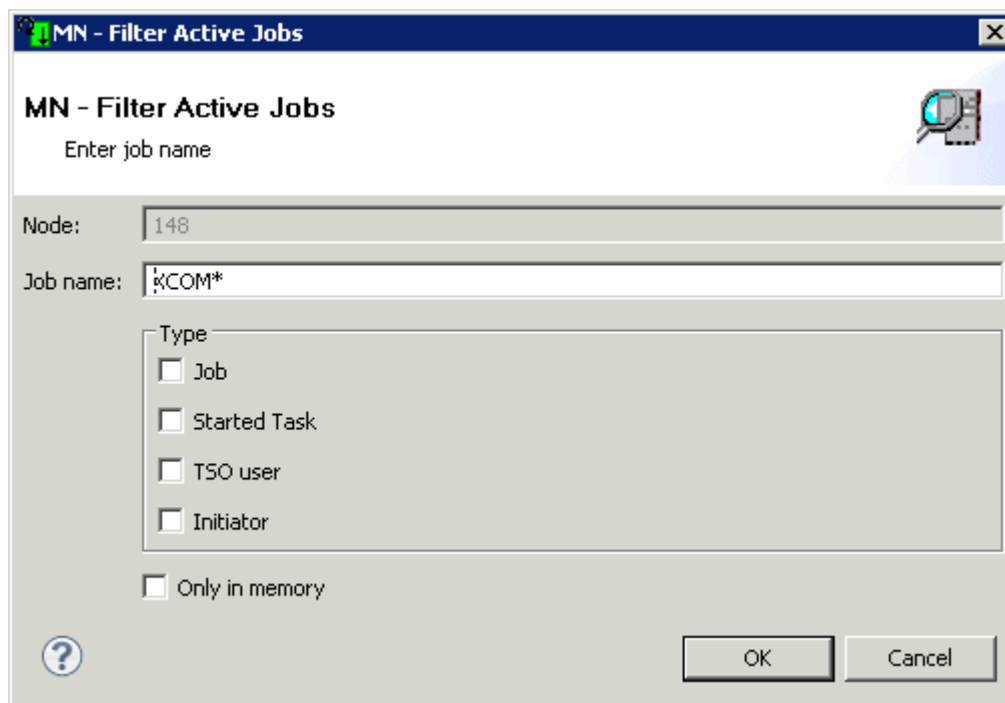 MN - Filter Active Jobs
MN - Filter Active Jobs
Enter job name
Node: 148
Job name: KCOM*
Type
Job
Started Task
TSO user
Initiator
Only in memory
? OK Cancel